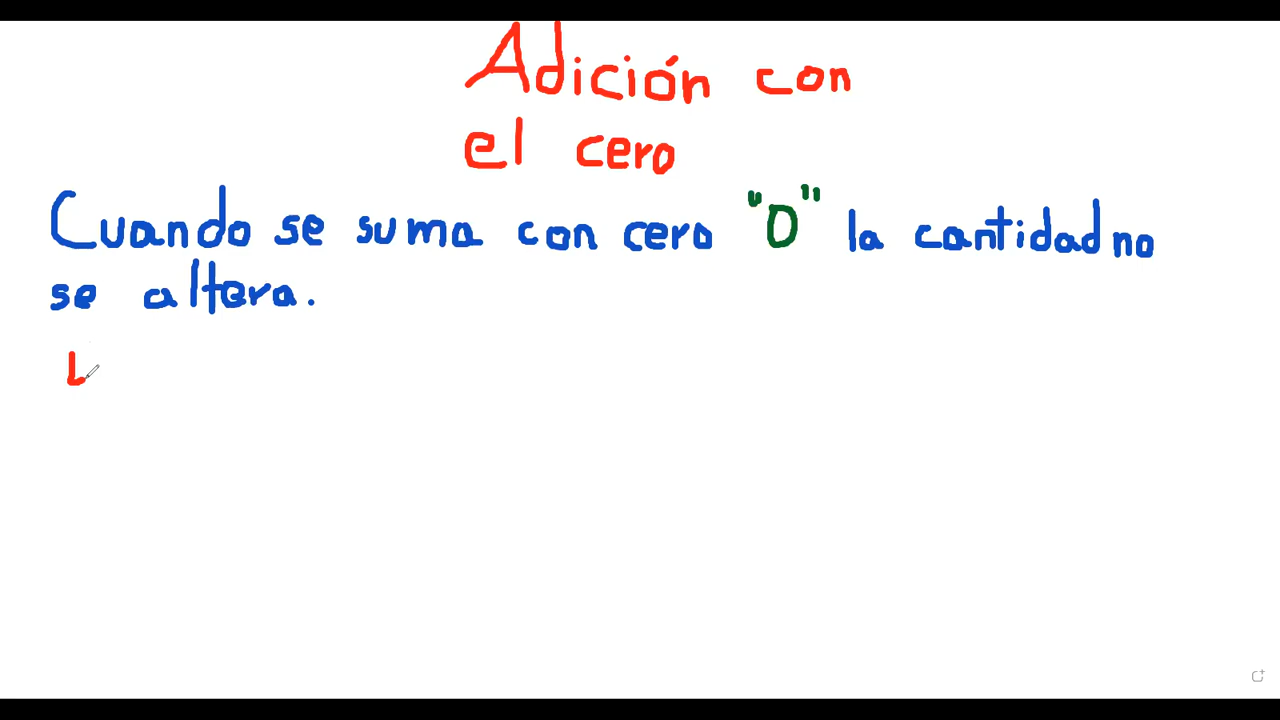 Adición con
el cero
Cuando se suma con cero "0" la cantidad no
se altera.